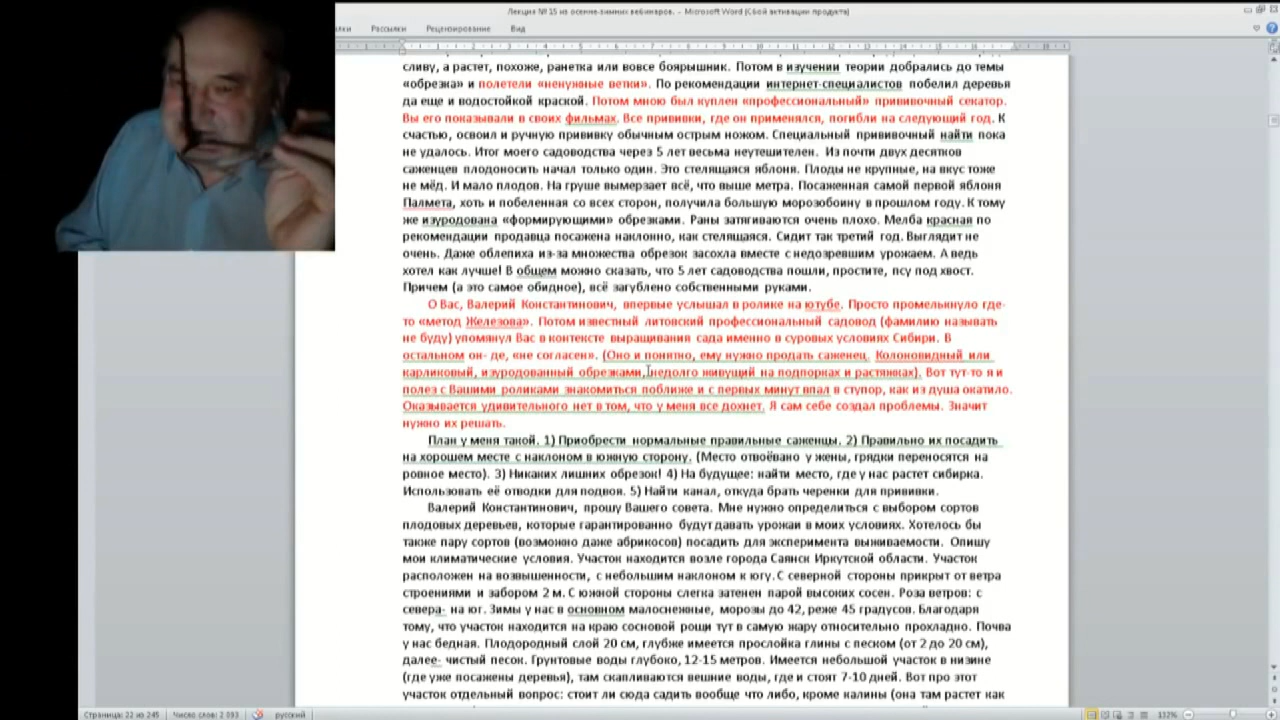 Лекция № 15 из осенне-зимних вебинаров. - Microsoft Word (Сбой активации продукта)
лки Рассылки Рецензирование Вид
сливу, а растет, похоже, ранетка или вовсе боярышник. Потом в изучении теории добрались до темы
«обрезка» и полетели «ненужные ветки». По рекомендации интернет-специалистов побелил деревья
да еще и водостойкой краской. Потом мною был куплен «профессиональный» прививочный секатор.
Вы его показывали в своих фильмах. Все прививки, где он применялся, погибли на следующий год. К
счастью, освоил и ручную прививку обычным острым ножом. Специальный прививочный найти пока
не удалось. Итог моего садоводства через 5 лет весьма неутешителен. Из почти двух десятков
саженцев плодоносить начал только один. Это стелящаяся яблоня. Плоды не крупные, на вкус тоже
не мёд. И мало плодов. На груше вымерзает всё, что выше метра. Посаженная самой первой яблоня
Палмета, хоть и побеленная со всех сторон, получила большую морозобоину в прошлом году. К тому
же изуродована «формирующими» обрезками. Раны затягиваются очень плохо. Мелба красная по
рекомендации продавца посажена наклонно, как стелящаяся. Сидит так третий год. Выглядит не
очень. Даже облепиха из-за множества обрезок засохла вместе с недозревшим урожаем. А ведь
хотел как лучше! В общем можно сказать, что 5 лет садоводства пошли, простите, псу под хвост.
Причем (а это самое обидное), всё загублено собственными руками.
О Вас, Валерий Константинович, впервые услышал в ролике на ютубе. Просто промелькнуло где-
то «метод Железова». Потом известный литовский профессиональный садовод (фамилию называть
не буду) упомянул Вас в контексте выращивания сада именно в суровых условиях Сибири. В
остальном он- де, «не согласен». (Оно и понятно, ему нужно продать саженец. Колоновидный или
карликовый, изуродованный обрезками, недолго живущий на подпорках и растяжках). Вот тут-то я и
полез с Вашими роликами знакомиться поближе и с первых минут впал в ступор, как из душа окатило.
Оказывается удивительного нет в том, что у меня все дохнет. Я сам себе создал проблемы. Значит
нужно их решать.
План у меня такой. 1) Приобрести нормальные правильные саженцы. 2) Правильно их посадить
на хорошем месте с наклоном в южную сторону. (Место отвоёвано у жены, грядки переносятся на
ровное место). 3) Никаких лишних обрезок! 4) На будущее: найти место, где у нас растет сибирка.
Использовать её отводки для подвоя. 5) Найти канал, откуда брать черенки для прививки.
Валерий Константинович, прошу Вашего совета. Мне нужно определиться с выбором сортов
плодовых деревьев, которые гарантированно будут давать урожаи в моих условиях. Хотелось бы
также пару сортов (возможно даже абрикосов) посадить для эксперимента выживаемости. Опишу
мои климатические условия. Участок находится возле города Саянск Иркутской области. Участок
расположен на возвышенности, с небольшим наклоном к югу. С северной стороны прикрыт от ветра
строениями и забором 2 м. С южной стороны слегка затенен парой высоких сосен. Роза ветров: с
севера- на юг. Зимы у нас в основном малоснежные, морозы до 42, реже 45 градусов. Благодаря
тому, что участок находится на краю сосновой рощи тут в самую жару относительно прохладно. Почва
у нас бедная. Плодородный слой 20 см, глубже имеется прослойка глины с песком (от 2 до 20 см),
далее- чистый песок. Грунтовые воды глубоко, 12-15 метров. Имеется небольшой участок в низине
(где уже посажены деревья), там скапливаются вешние воды, где и стоят 7-10 дней. Вот про этот
участок отдельный вопрос: стоит ли сюда садить вообще что либо, кроме калины (она там растет как
Страница: 22 из 245 Число слов: 2 093 русский 132%